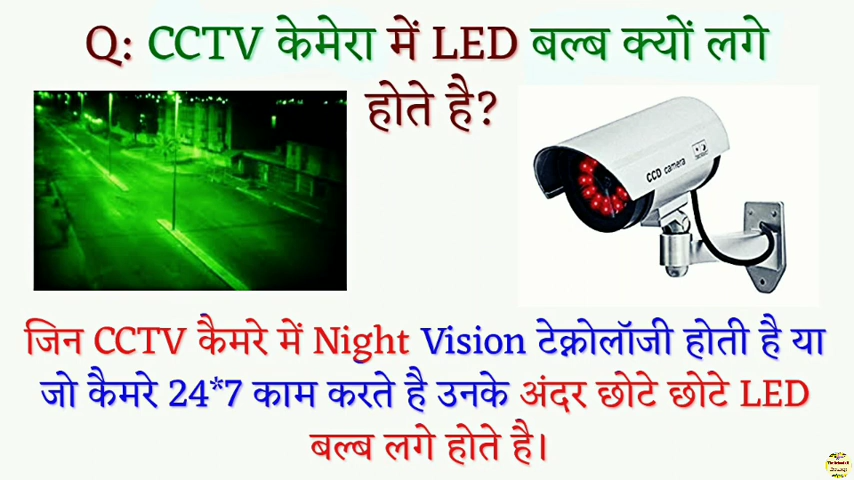 Q: CCTV केमेरा में LED बल्ब क्यों लगे
होते है?
CCD camera
जिन CCTV कैमरे में Night Vision टेक्नोलॉजी होती है या
जो कैमरे 24*7 काम करते है उनके अंदर छोटे छोटे LED
बल्ब लगे होते है।